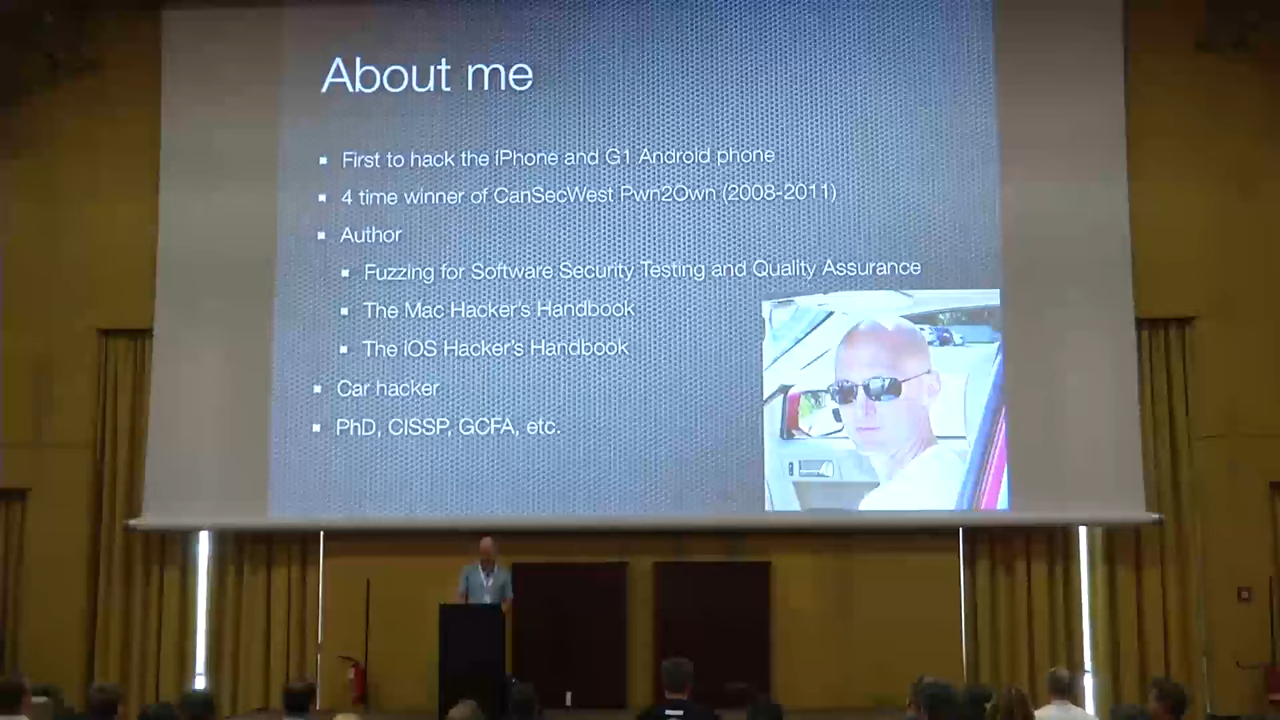 About me
First to hack the iPhone and G1 Android phone
4 time winner of CanSecWest Pwn2Own (2008-2011)
Author
Fuzzing for Software Security Testing and Quality Assurance
The Mac Hacker's Handbook
The iOS Hacker's Handbook
Car hacker
PhD, CISSP, GCFA, etc.